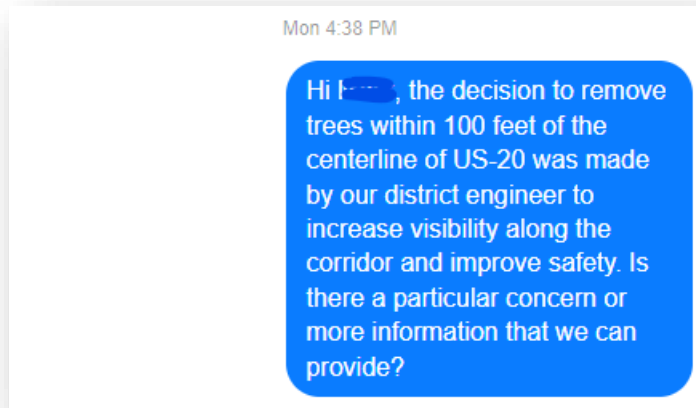 Mon 4:38 PM
Hi , the decision to remove
trees within 100 feet of the
centerline of US-20 was made
by our district engineer to
increase visibility along the
corridor and improve safety. Is
there a particular concern or
more information that we can
provide?